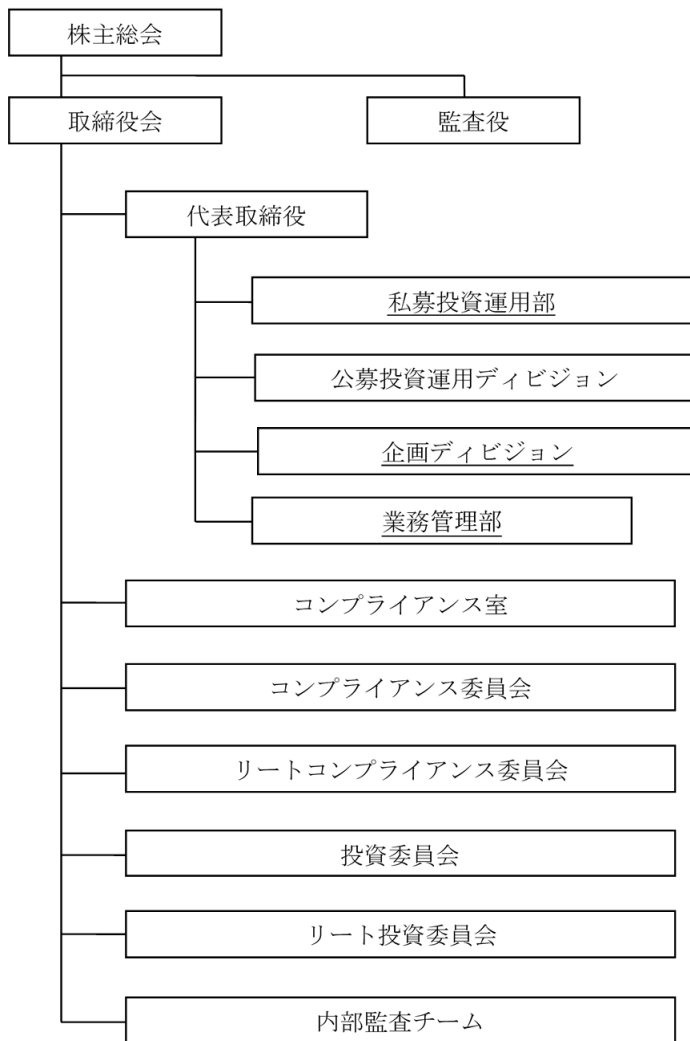 株主総会
取締役会
監査役
代表取締役
私募投資運用部
公募投資運用ディビジョン
企画ディビジョン
業務管理部
コンプライアンス室
コンプライアンス委員会
リートコンプライアンス委員会
投資委員会
リート投資委員会
内部監査チーム